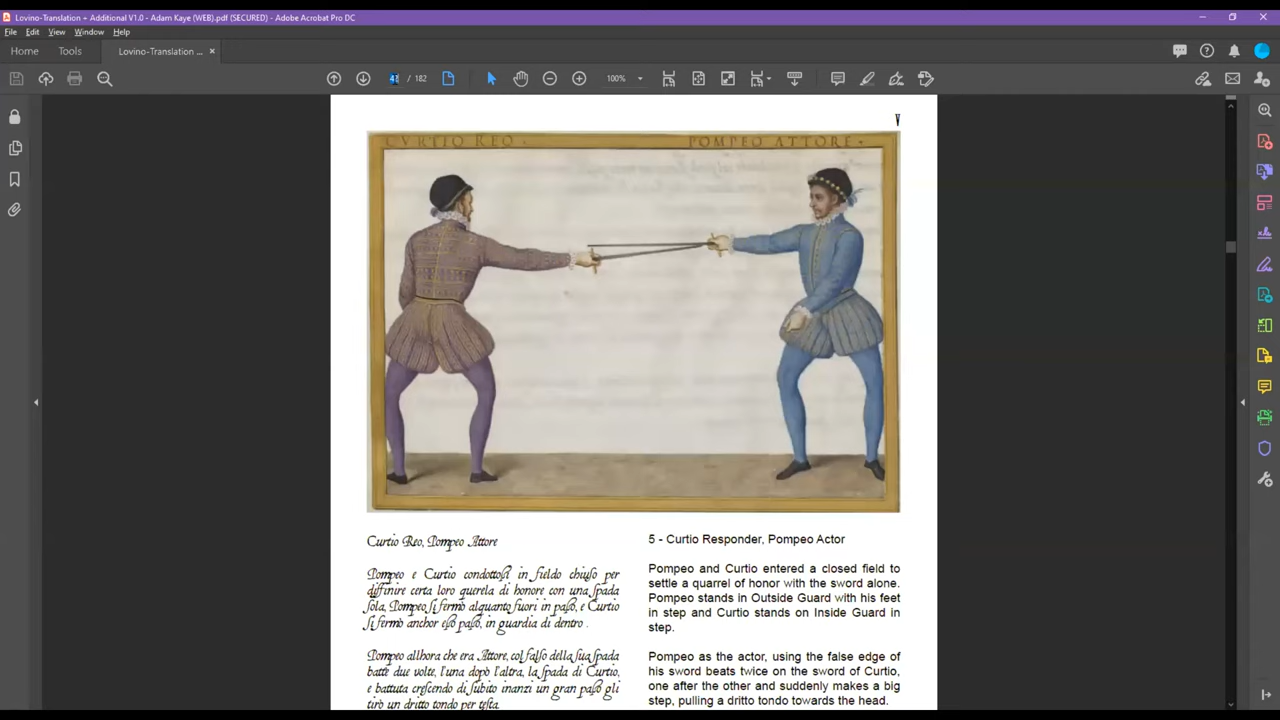 Lovino-Translation + Additional V1.0 - Adam Kaye (WEB).pdf (SECURED) - Adobe Acrobat Pro DC
File Edit View Window Help
Home Tools Lovino-Translation ... ×
/ 182 100%
V
CVRTIO REO. POMPEO ATTORE.
Curtio Reo, Pompeo Attore
Pompeo e Curtio condottosi in fieldo chiuso per
diffinire certa loro querela di honore con una spada
sola, Pompeo si fermò alquanto fuori in passo, e Curtio
si fermò anchor esso passo, in guardia di dentro.
Pompeo allhora che era Attore, col falso della sua spada
batte due volte, l'una dopò l'altra, la spada di Curtio,
e battuta crescendo di subito inanzi un gran passo gli
tirò un dritto tondo per testa.
5 - Curtio Responder, Pompeo Actor
Pompeo and Curtio entered a closed field to
settle a quarrel of honor with the sword alone.
Pompeo stands in Outside Guard with his feet
in step and Curtio stands on Inside Guard in
step.
Pompeo as the actor, using the false edge of
his sword beats twice on the sword of Curtio,
one after the other and suddenly makes a big
step, pulling a dritto tondo towards the head.